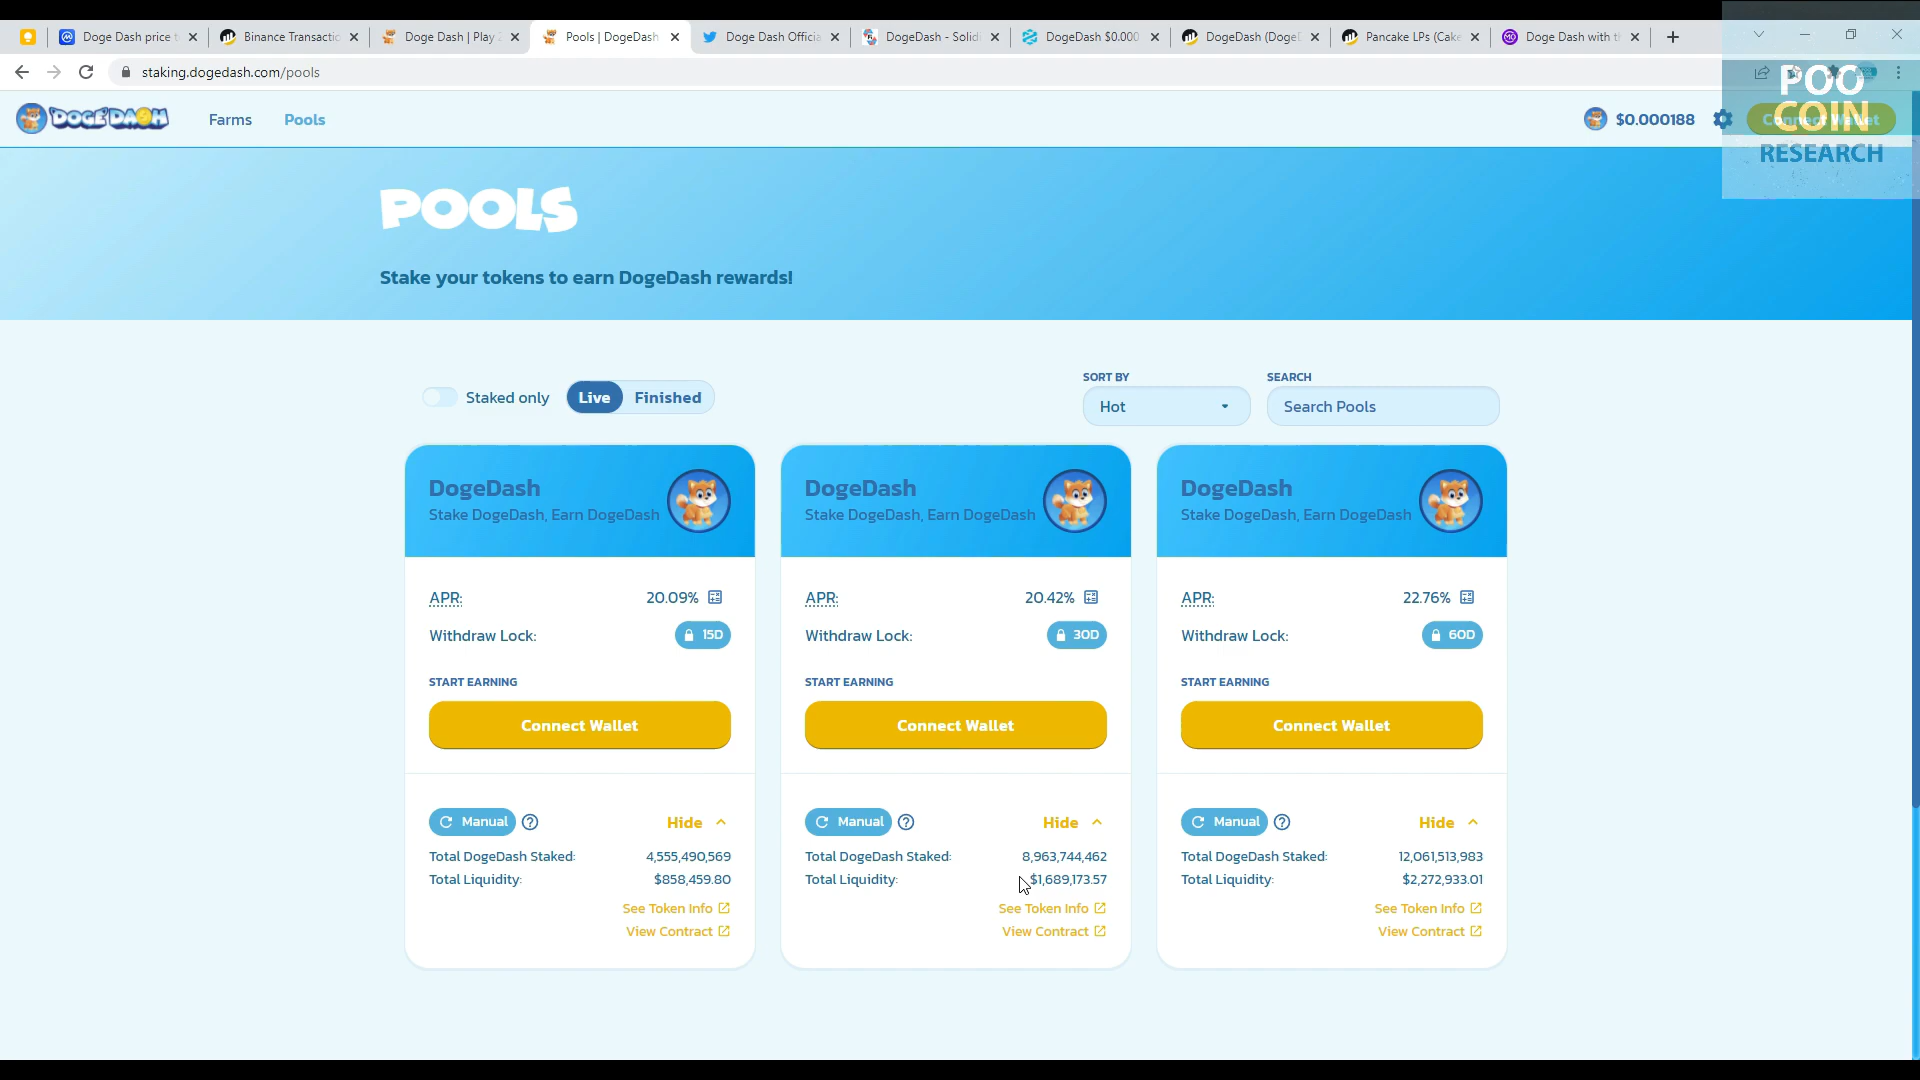 Doge Dash price t
Binance Transactic
Doge Dash | Play 2
Pools | DogeDash
Doge Dash Officia
DogeDash - Solidi
DogeDash $0.000
DogeDash (DogeD
Pancake LPs (Cake
Doge Dash with th
staking.dogedash.com/pools
DOGE DASH
Farms
Pools
$0.000188
Connect Wallet
POO
COIN
RESEARCH
POOLS
Stake your tokens to earn DogeDash rewards!
Staked only
Live
Finished
SORT BY
Hot
SEARCH
Search Pools
DogeDash
Stake DogeDash, Earn DogeDash
APR:
20.09%
Withdraw Lock:
15D
START EARNING
Connect Wallet
Manual
Hide
Total DogeDash Staked:
4,555,490,569
Total Liquidity:
$858,459.80
See Token Info
View Contract
DogeDash
Stake DogeDash, Earn DogeDash
APR:
20.42%
Withdraw Lock:
30D
START EARNING
Connect Wallet
Manual
Hide
Total DogeDash Staked:
8,963,744,462
Total Liquidity:
$1,689,173.57
See Token Info
View Contract
DogeDash
Stake DogeDash, Earn DogeDash
APR:
22.76%
Withdraw Lock:
60D
START EARNING
Connect Wallet
Manual
Hide
Total DogeDash Staked:
12,061,513,983
Total Liquidity:
$2,272,933.01
See Token Info
View Contract